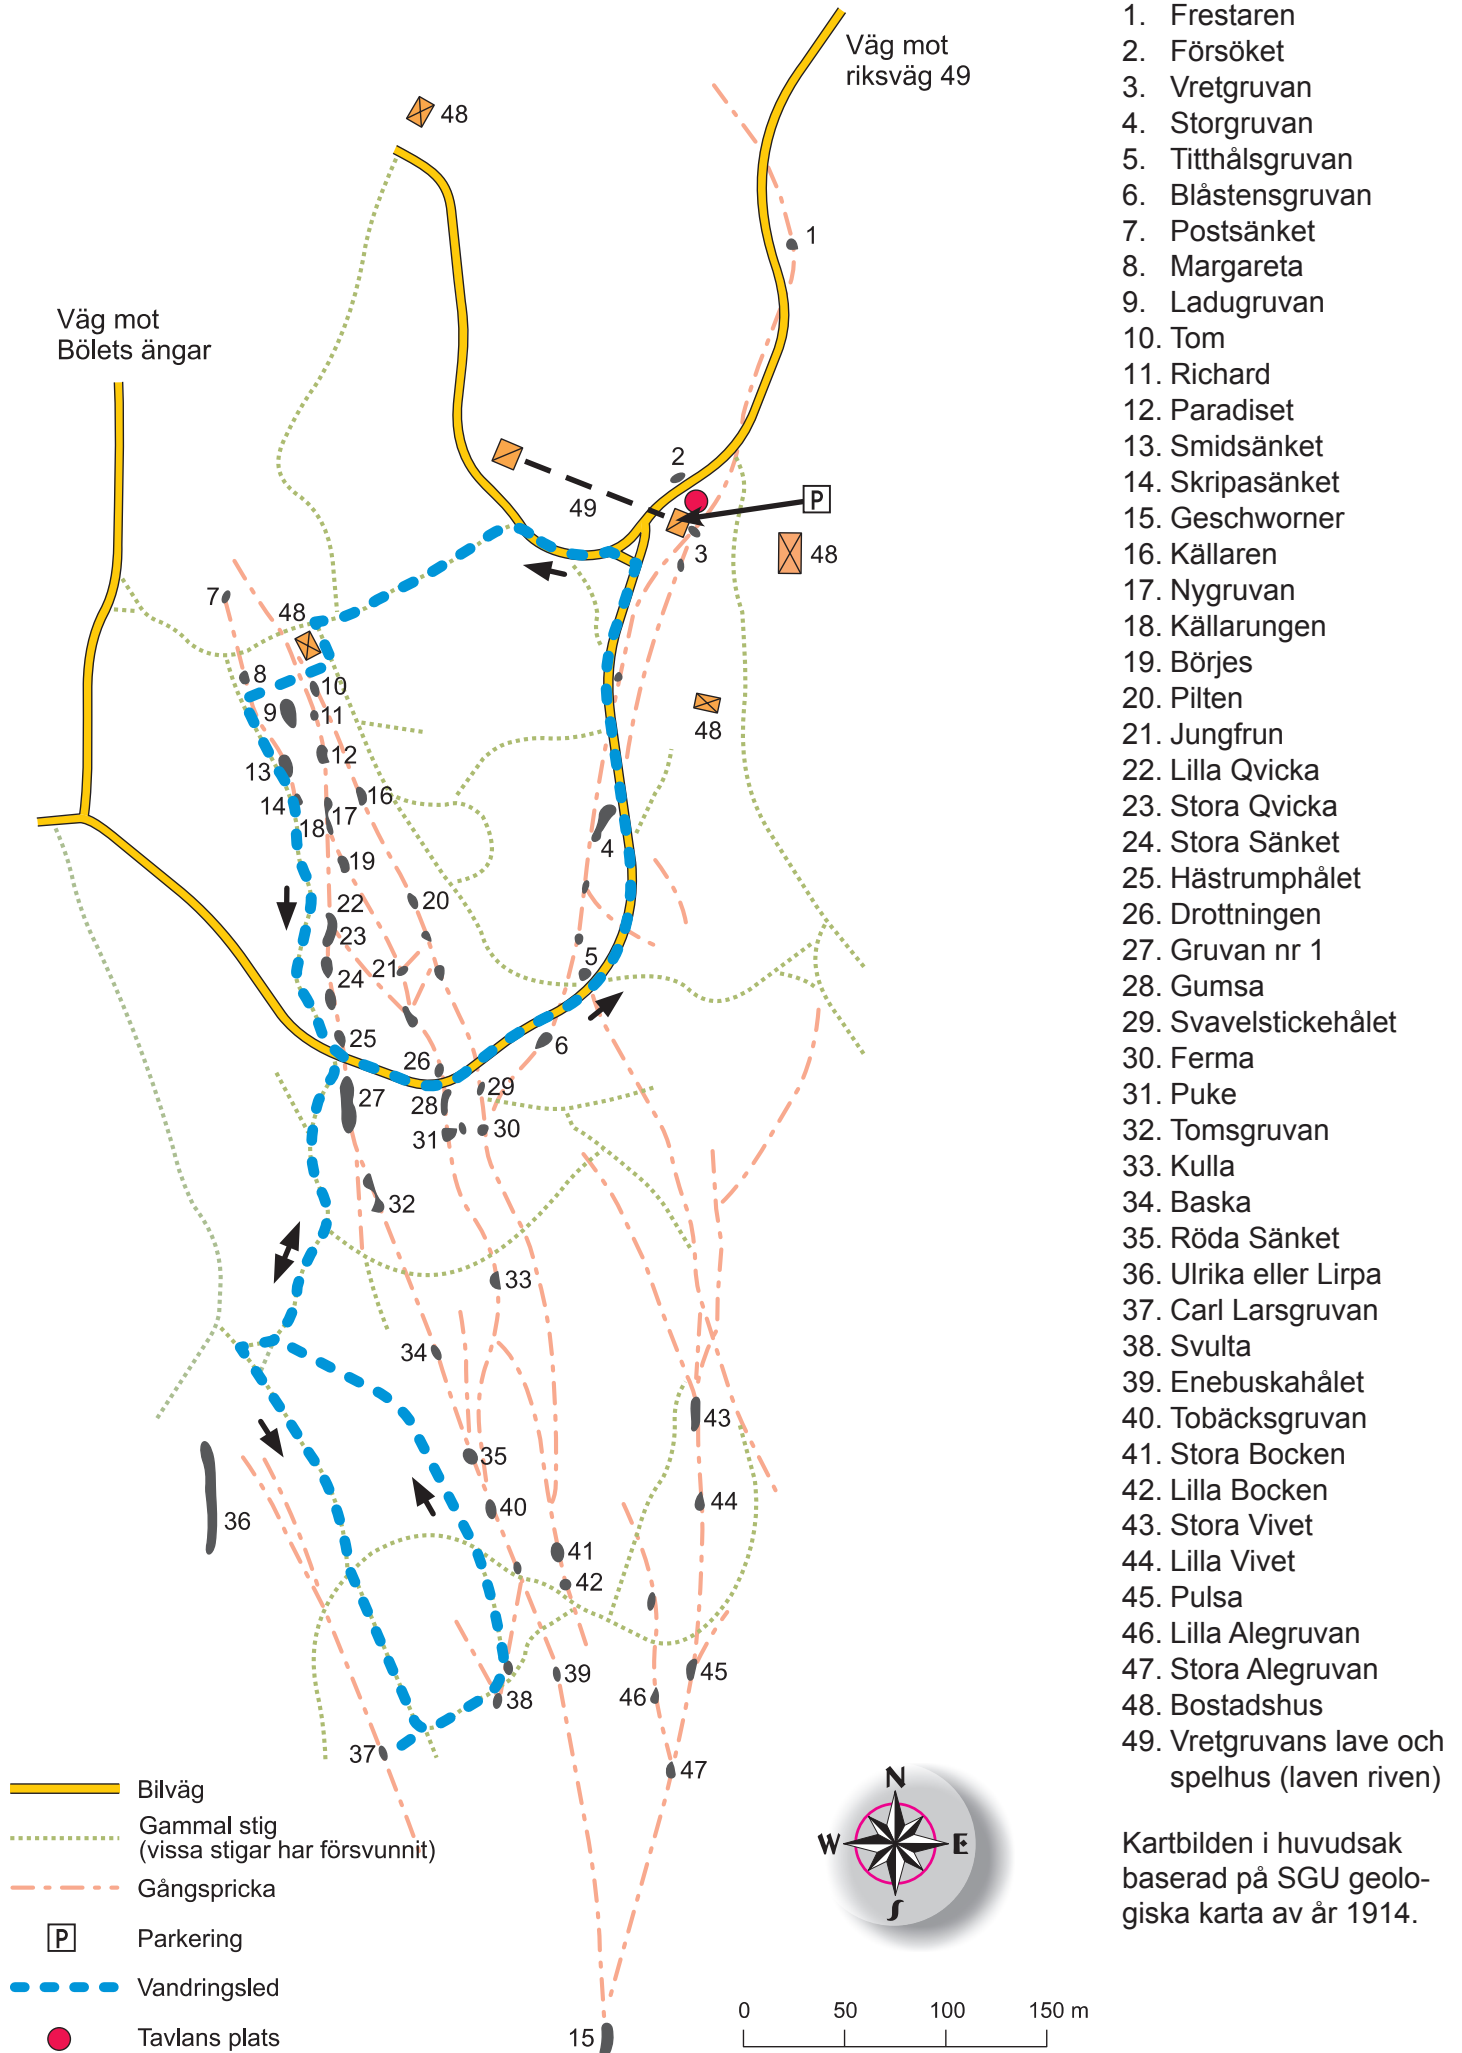 Väg mot
riksväg 49
48
1
Väg mot
Bölets ängar
2
49
P
3
48
7
48
8
10
9
11
48
12
13
16
14
17
18
4
19
20
22
23
21
5
24
25
6
26
27
29
28
31
30
32
33
34
43
35
44
40
36
41
42
39
45
38
46
37
47
15
1. Frestaren
2. Försöket
3. Vretgruvan
4. Storgruvan
5. Titthålsgruvan
6. Blåstensgruvan
7. Postsänket
8. Margareta
9. Ladugruvan
10. Tom
11. Richard
12. Paradiset
13. Smidsänket
14. Skripasänket
15. Geschworner
16. Källaren
17. Nygruvan
18. Källarungen
19. Börjes
20. Pilten
21. Jungfrun
22. Lilla Qvicka
23. Stora Qvicka
24. Stora Sänket
25. Hästrumphålet
26. Drottningen
27. Gruvan nr 1
28. Gumsa
29. Svavelstickehålet
30. Ferma
31. Puke
32. Tomsgruvan
33. Kulla
34. Baska
35. Röda Sänket
36. Ulrika eller Lirpa
37. Carl Larsgruvan
38. Svulta
39. Enebuskahålet
40. Tobäcksgruvan
41. Stora Bocken
42. Lilla Bocken
43. Stora Vivet
44. Lilla Vivet
45. Pulsa
46. Lilla Alegruvan
47. Stora Alegruvan
48. Bostadshus
49. Vretgruvans lave och
spelhus (laven riven)
Kartbilden i huvudsak
baserad på SGU geolo-
giska karta av år 1914.
Bilväg
Gammal stig
(vissa stigar har försvunnit)
Gångspricka
P Parkering
Vandringsled
Tavlans plats
N
W E
S
0 50 100 150 m